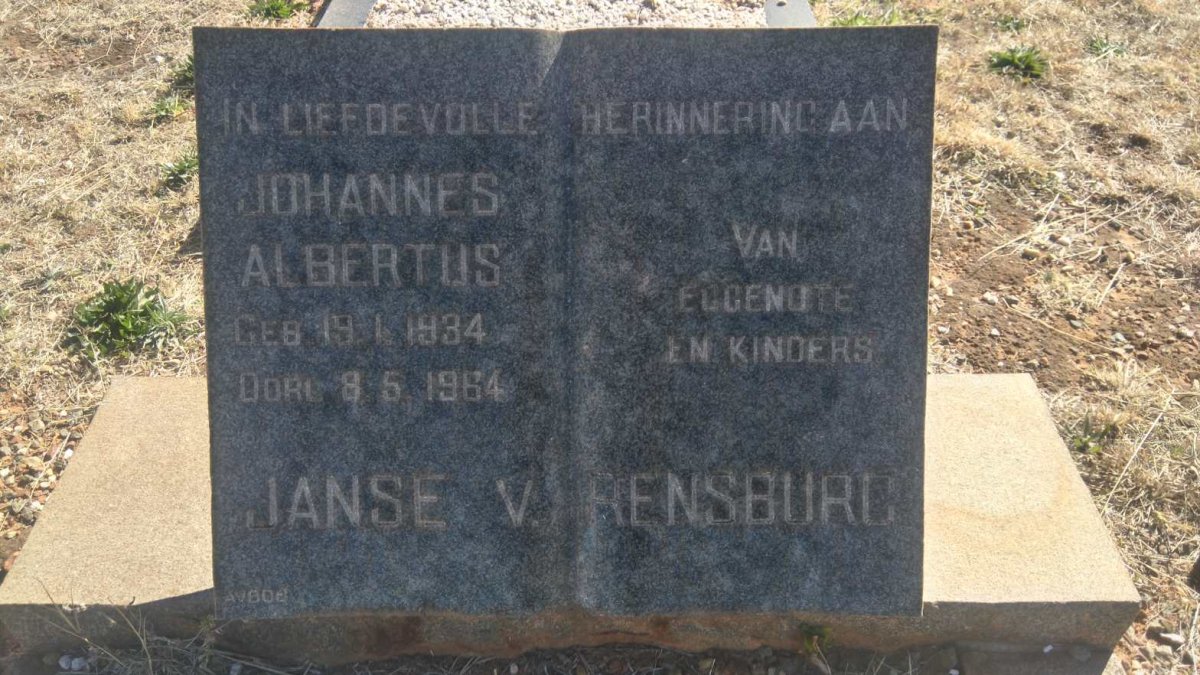 IN LIEFDEVOLLE HERINNERING AAN
JOHANNES
ALBERTUS
GEB 19.1.1934
OORL 8.5.1964
VAN
EGGENOTE
EN KINDERS
JANSE V. RENSBURG